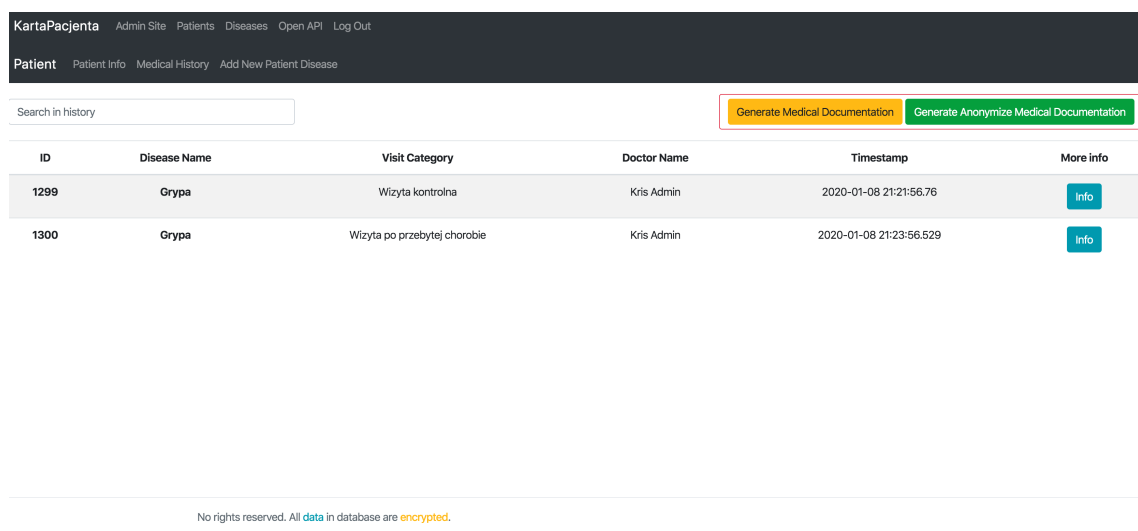 KartaPacjenta Admin Site Patients Diseases Open API Log Out
Patient Patient Info Medical History Add New Patient Disease
Search in history Generate Medical Documentation Generate Anonymize Medical Documentation
ID Disease Name Visit Category Doctor Name Timestamp More info
1299 Grypa Wizyta kontrolna Kris Admin 2020-01-08 21:21:56.76 Info
1300 Grypa Wizyta po przebytej chorobie Kris Admin 2020-01-08 21:23:56.529 Info
No rights reserved. All data in database are encrypted.